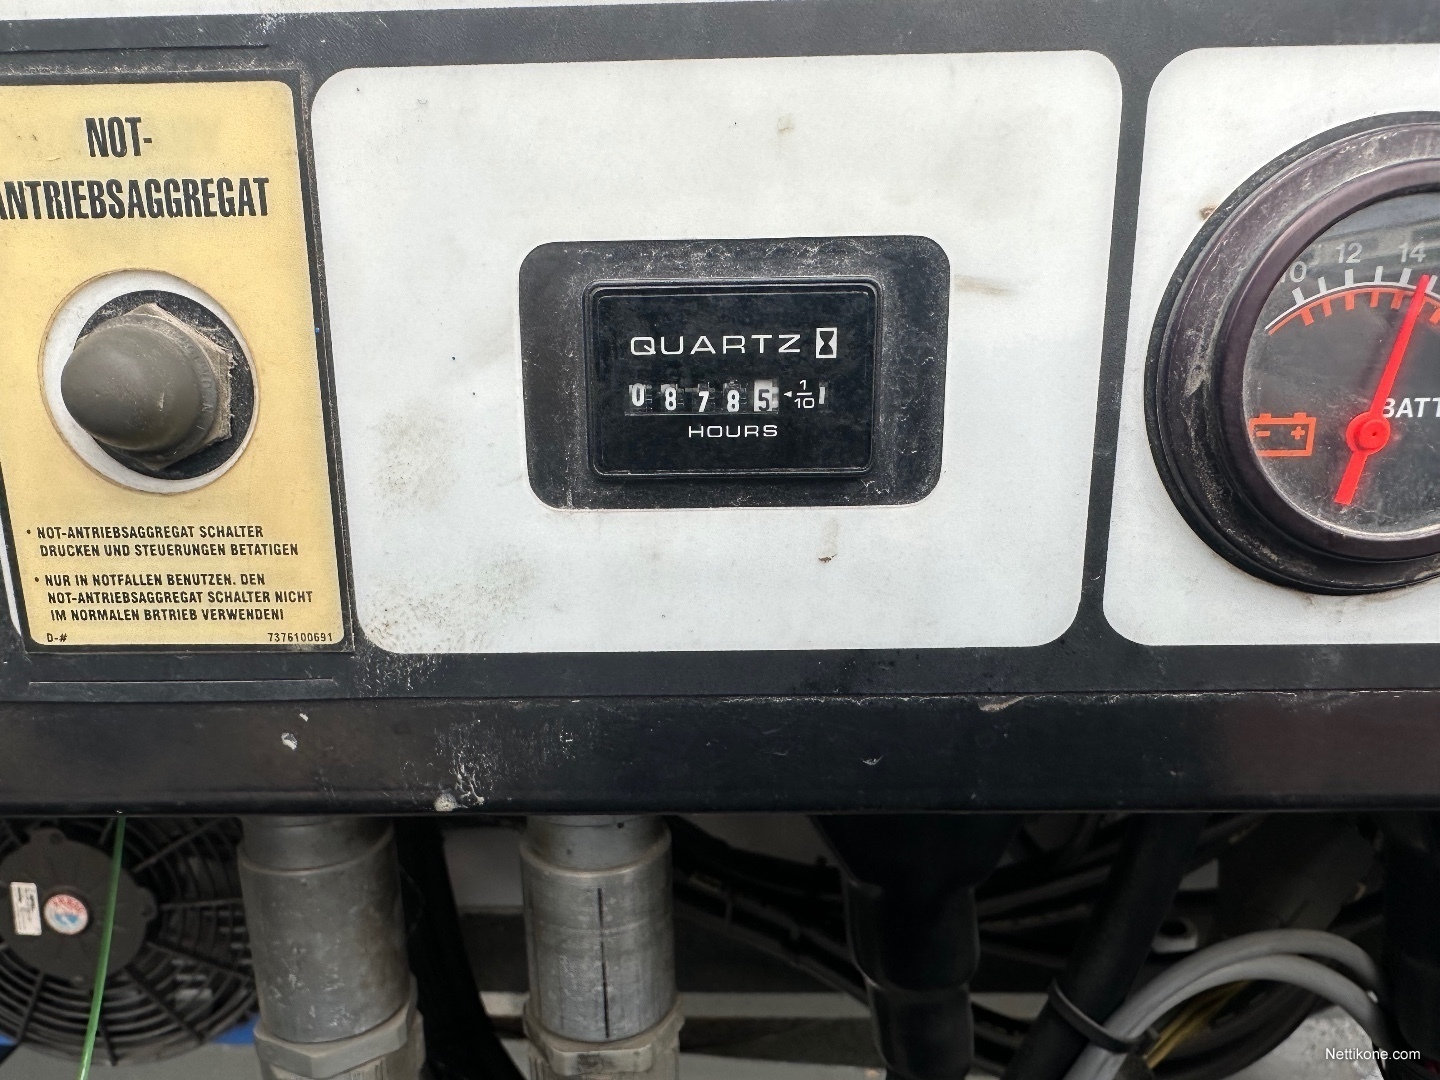 NOT-
ANTRIEBSAGGREGAT
• NOT-ANTRIEBSAGGREGAT SCHALTER
DRUCKEN UND STEUERUNGEN BETATIGEN
• NUR IN NOTFALLEN BENUTZEN. DEN
NOT-ANTRIEBSAGGREGAT SCHALTER NICHT
IM NORMALEN BRTRIEB VERWENDENI
D-# 7376100691
QUARTZ
08785 1/10
HOURS
10 12 14
BATT
- +
Nettikone.com